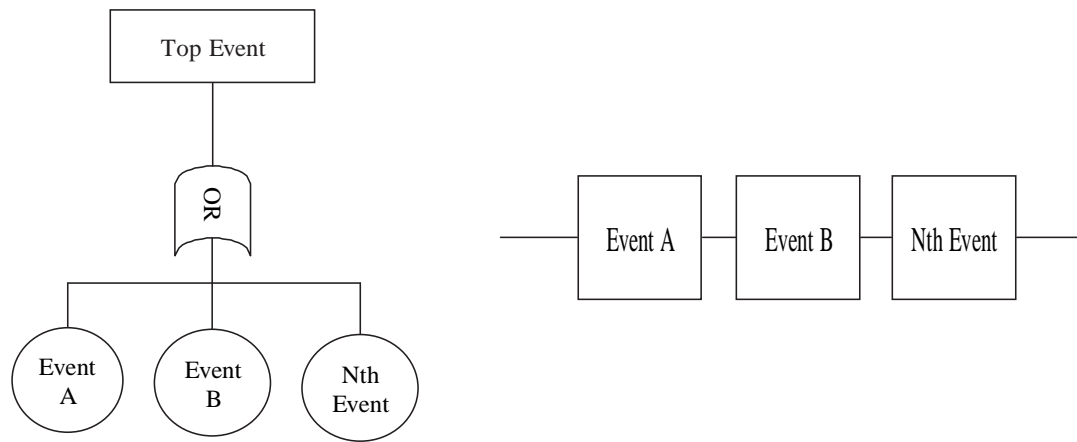 Top Event
OR
Event
A
Event
B
Nth
Event
Event A
Event B
Nth Event